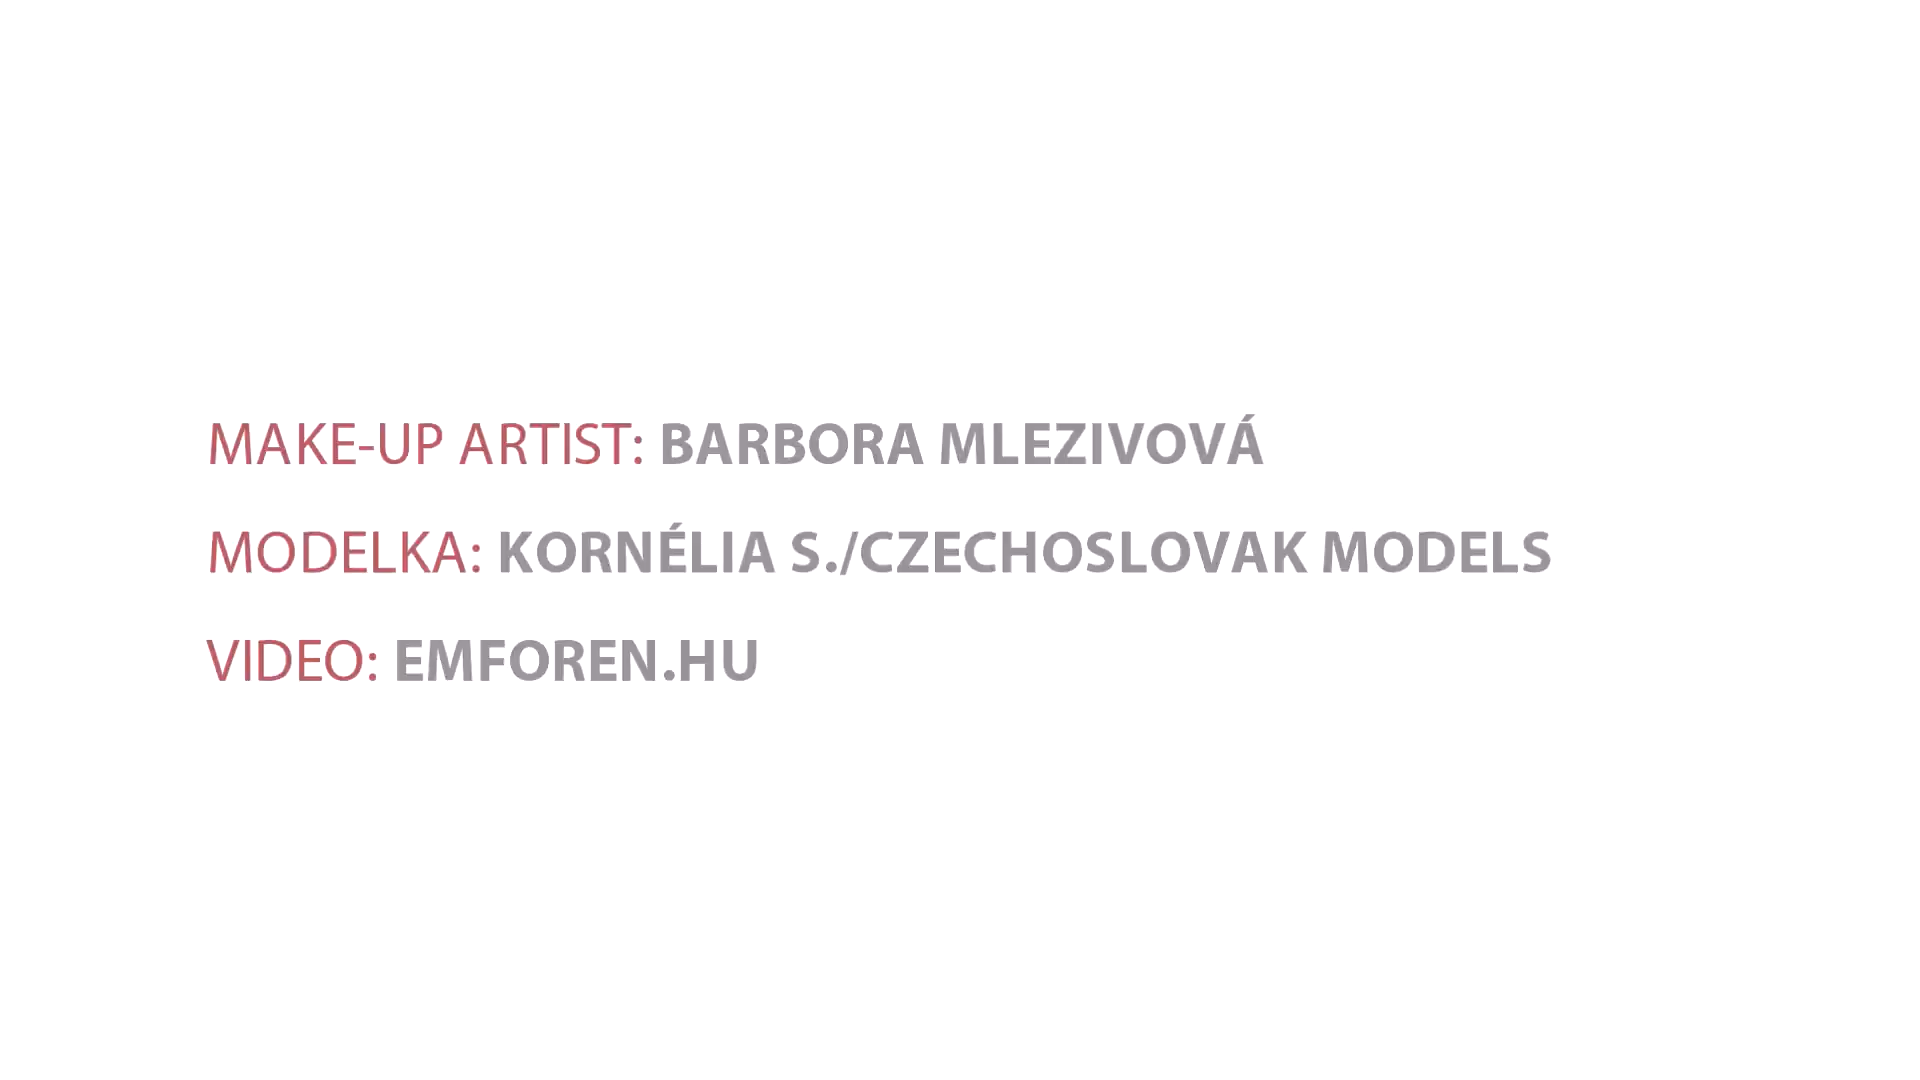 MAKE-UP ARTIST: BARBORA MLEZIVOVÁ
MODELKA: KORNÉLIA S./CZECHOSLOVAK MODELS
VIDEO: EMFOREN.HU